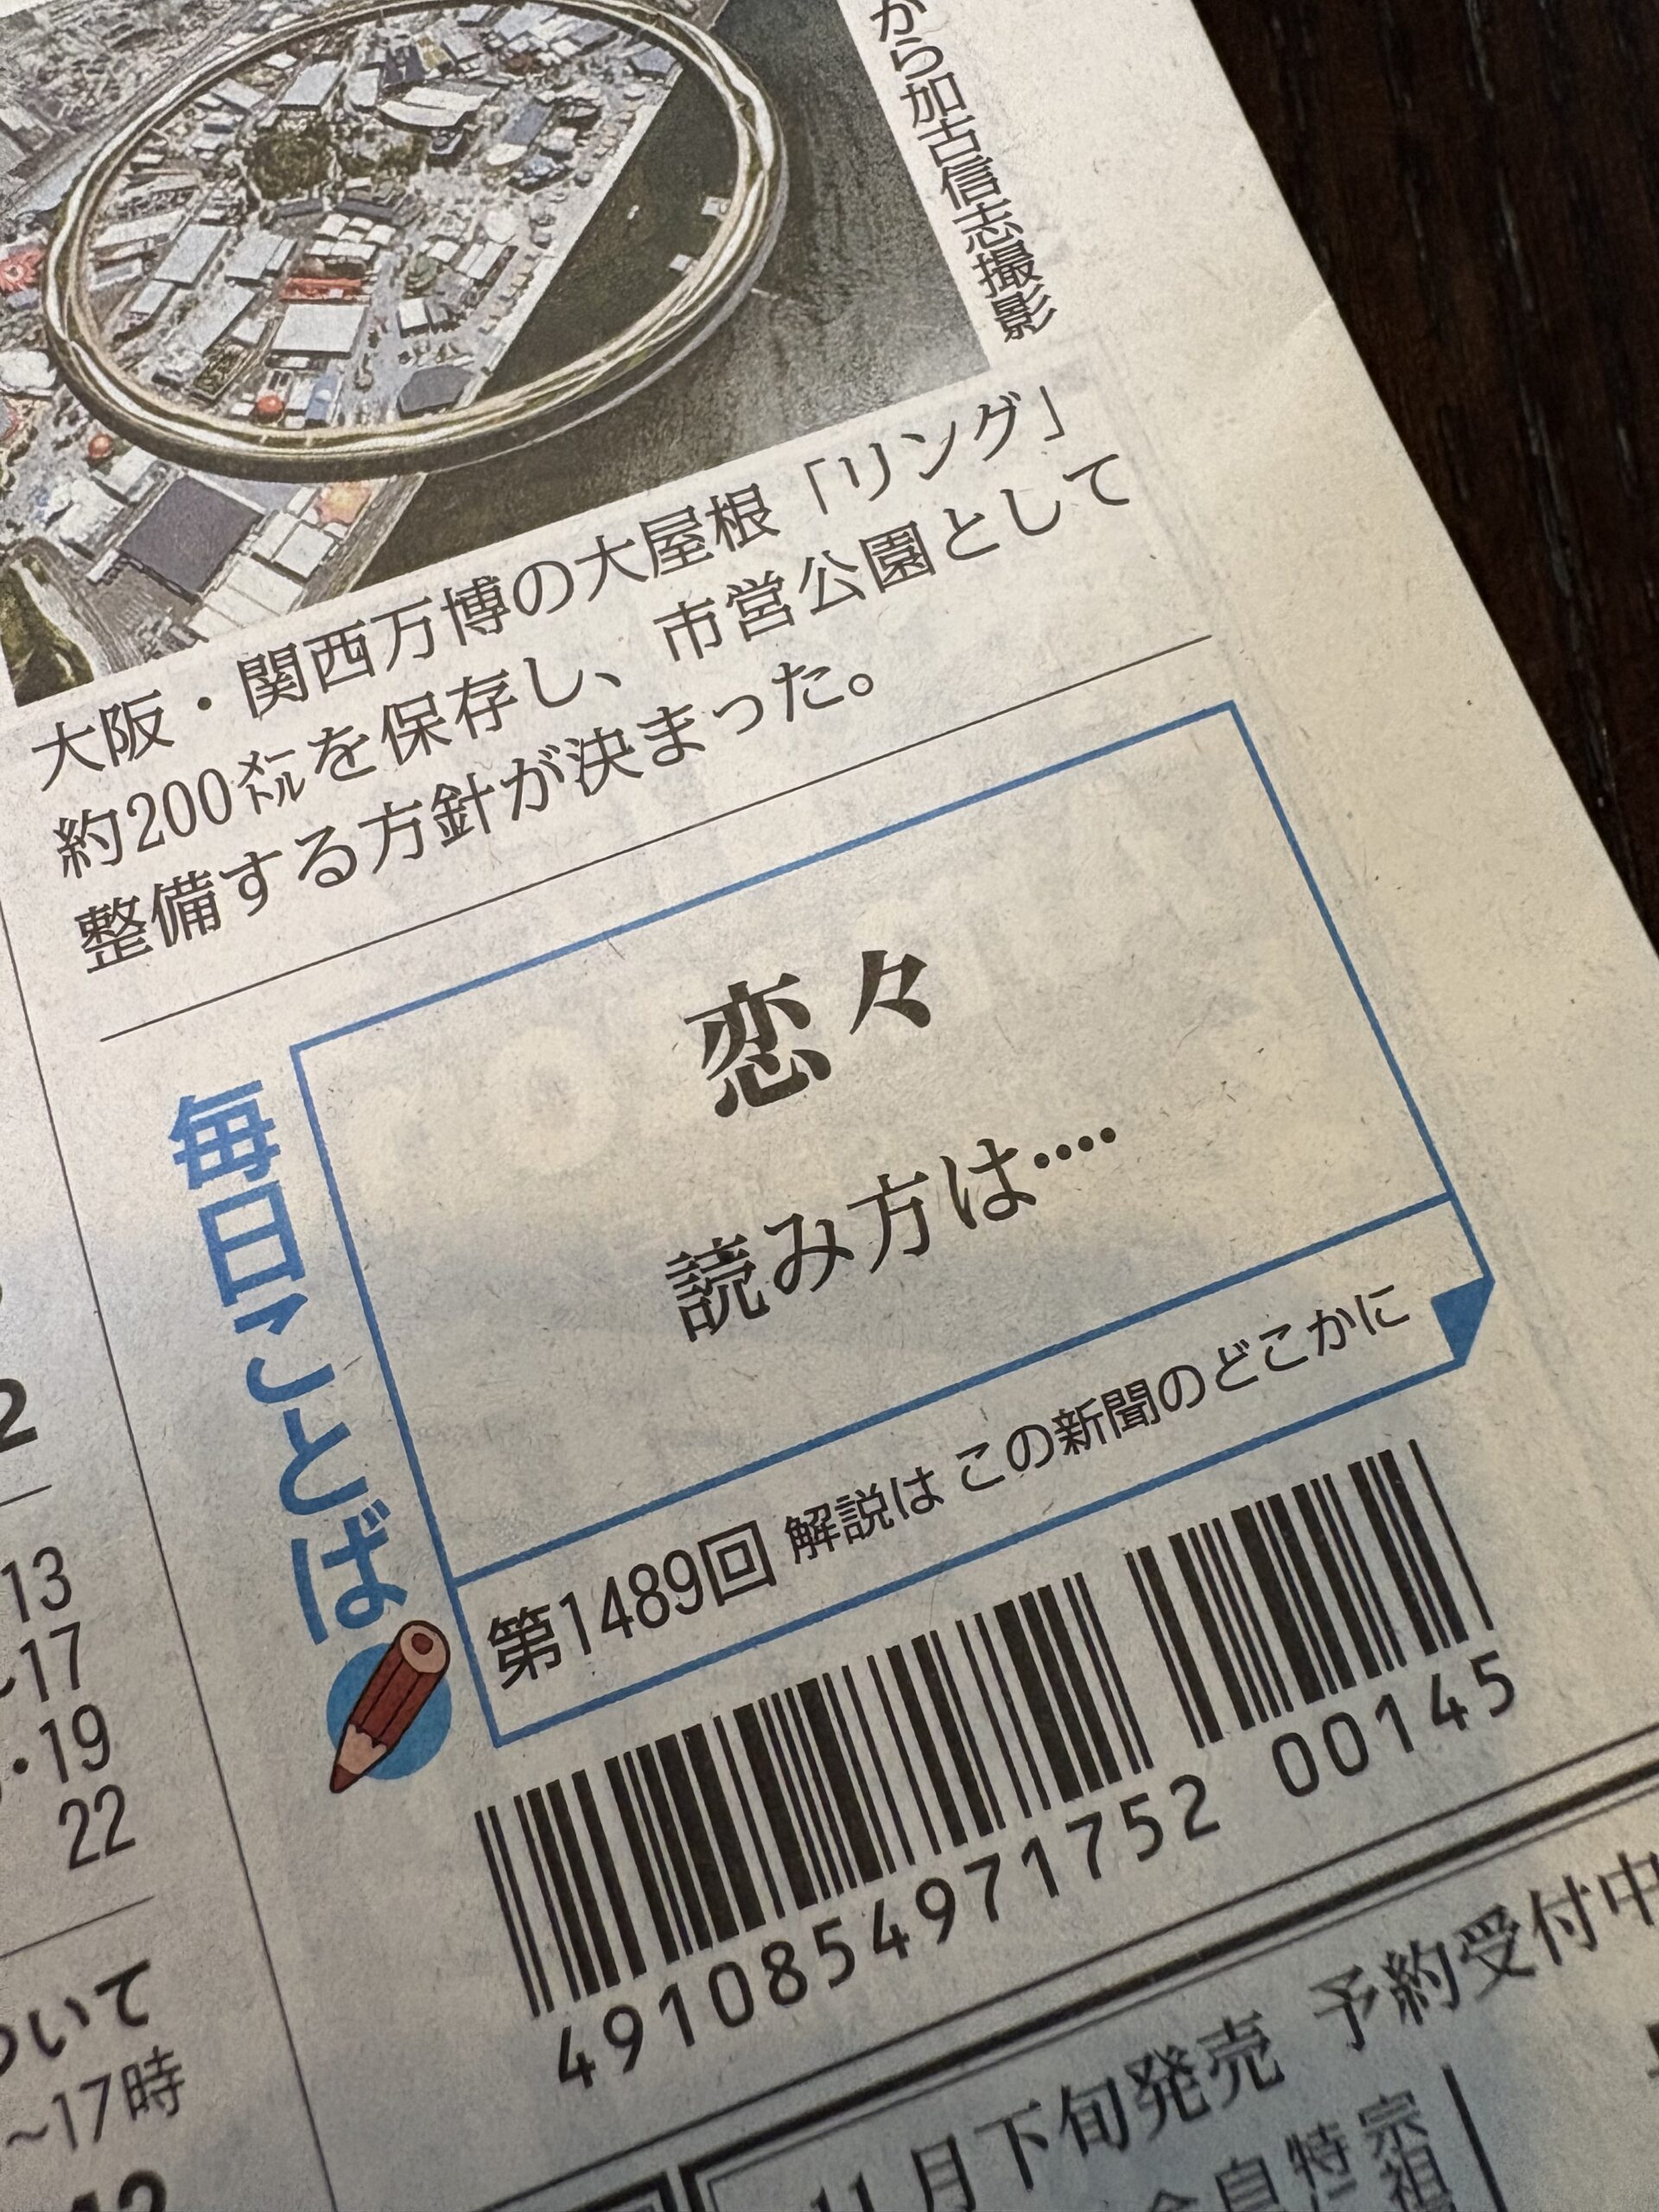 から加古信志撮影
大阪・関西万博の大屋根「リング」
約200㍍を保存し、市営公園として
整備する方針が決まった。
毎日ことば
恋々
読み方は‥‥
第1489回 解説は この新聞のどこかに
4910854971752 00145
2
13
~17
・19
22
ついて
~17時
11月下旬発売 予約受付中